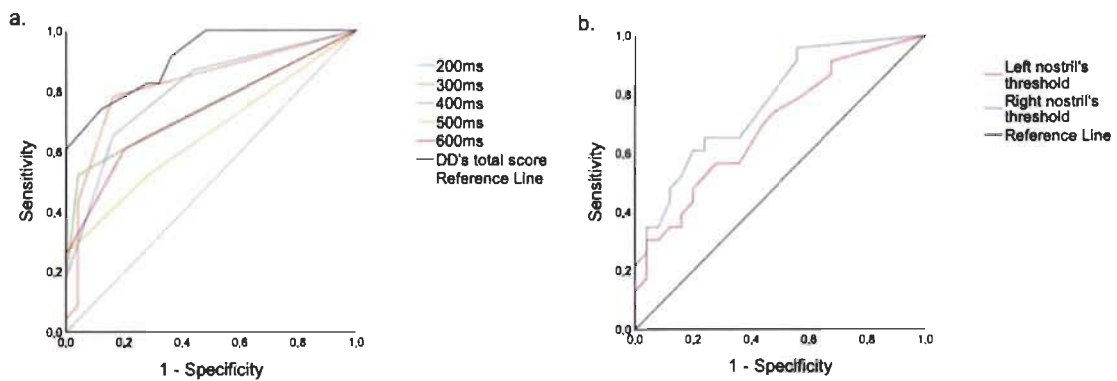 a.
1,0
0,8
0,6
0,4
0,2
0,0
Sensitivity
0,0 0,2 0,4 0,6 0,8 1,0
1 - Specificity
200ms
300ms
400ms
500ms
600ms
DD's total score
Reference Line
b.
1,0
0,8
0,6
0,4
0,2
0,0
Sensitivity
0,0 0,2 0,4 0,6 0,8 1,0
1 - Specificity
Left nostril's
threshold
Right nostril's
threshold
Reference Line